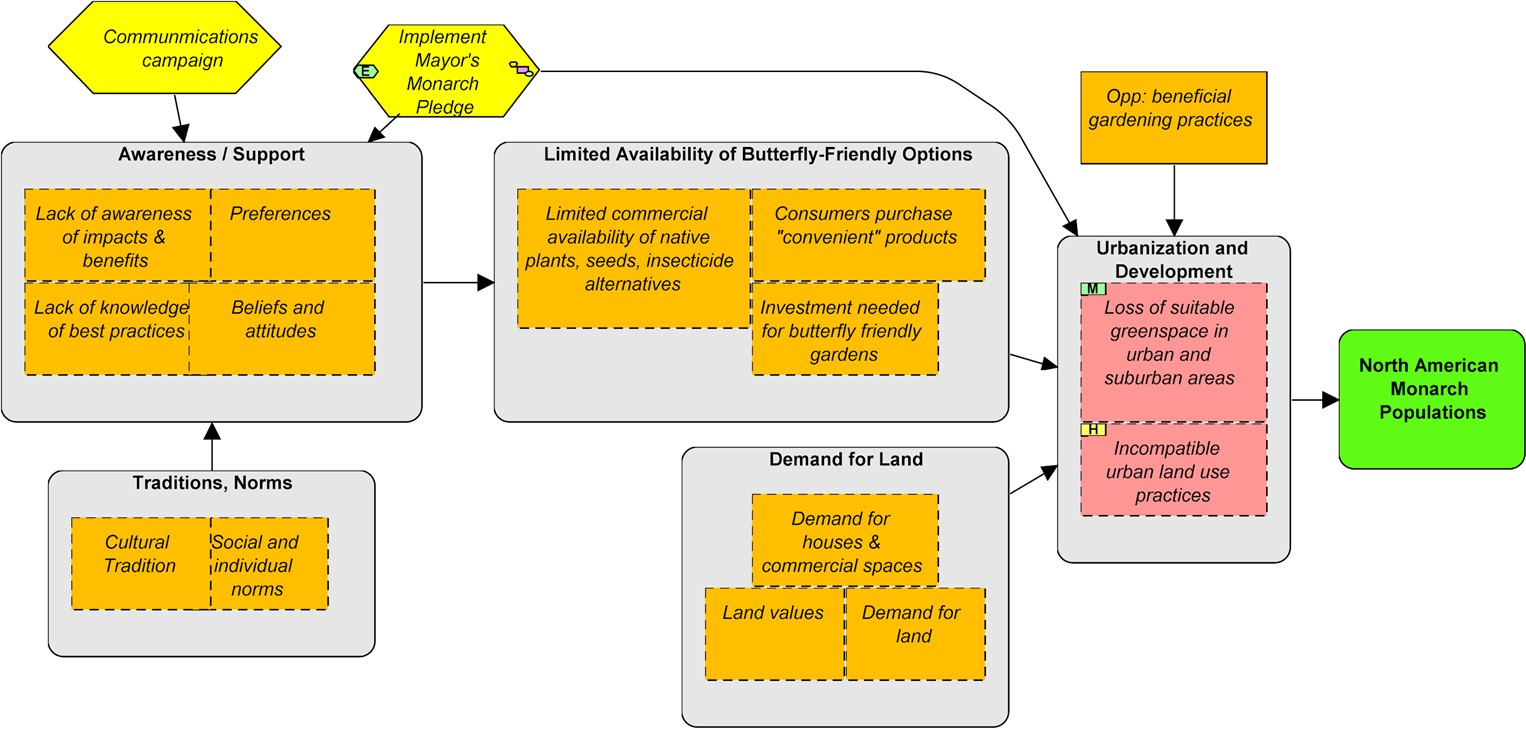 Communmications
campaign
Implement
Mayor's
Monarch
Pledge
E
Opp: beneficial
gardening practices
Awareness / Support
Lack of awareness
of impacts &
benefits
Preferences
Lack of knowledge
of best practices
Beliefs and
attitudes
Limited Availability of Butterfly-Friendly Options
Limited commercial
availability of native
plants, seeds, insecticide
alternatives
Consumers purchase
"convenient" products
Investment needed
for butterfly friendly
gardens
Urbanization and
Development
M
Loss of suitable
greenspace in
urban and
suburban areas
H
Incompatible
urban land use
practices
North American
Monarch
Populations
Traditions, Norms
Cultural
Tradition
Social and
individual
norms
Demand for Land
Demand for
houses &
commercial spaces
Land values
Demand for
land